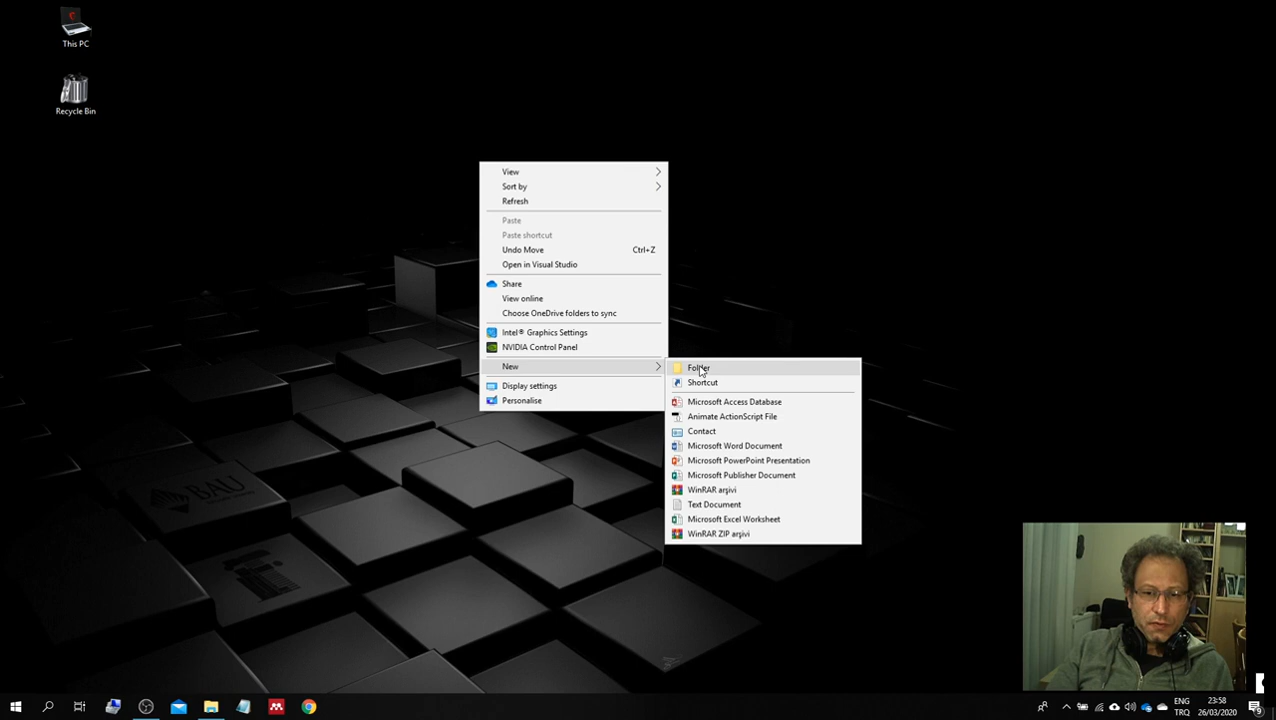 This PC
Recycle Bin
View
Sort by
Refresh
Paste
Paste shortcut
Undo Move Ctrl+Z
Open in Visual Studio
Share
View online
Choose OneDrive folders to sync
Intel® Graphics Settings
NVIDIA Control Panel
New
Display settings
Personalise
Folder
Shortcut
Microsoft Access Database
Animate ActionScript File
Contact
Microsoft Word Document
Microsoft PowerPoint Presentation
Microsoft Publisher Document
WinRAR arşivi
Text Document
Microsoft Excel Worksheet
WinRAR ZIP arşivi
BAU
ENG 23:58
TRQ 26/03/2020